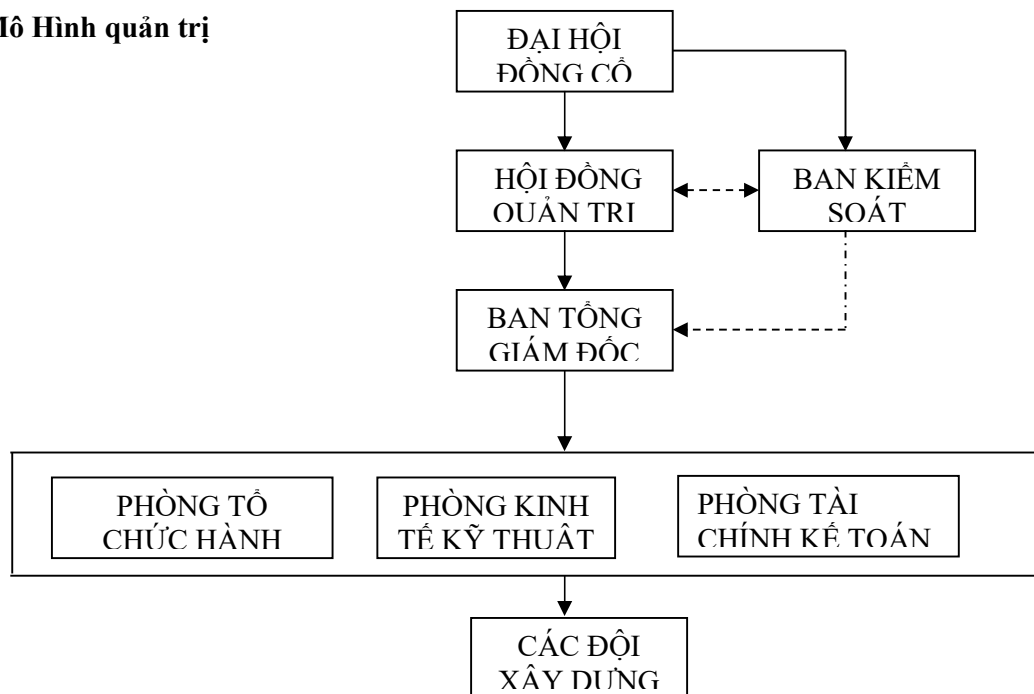 Mô Hình quản trị
ĐẠI HỘI
ĐỒNG CỔ
HỘI ĐỒNG
QUẢN TRỊ
BAN KIỂM
SOÁT
BAN TỔNG
GIÁM ĐỐC
PHÒNG TỔ
CHỨC HÀNH
PHÒNG KINH
TẾ KỸ THUẬT
PHÒNG TÀI
CHÍNH KẾ TOÁN
CÁC ĐỘI
XÂY DỰNG